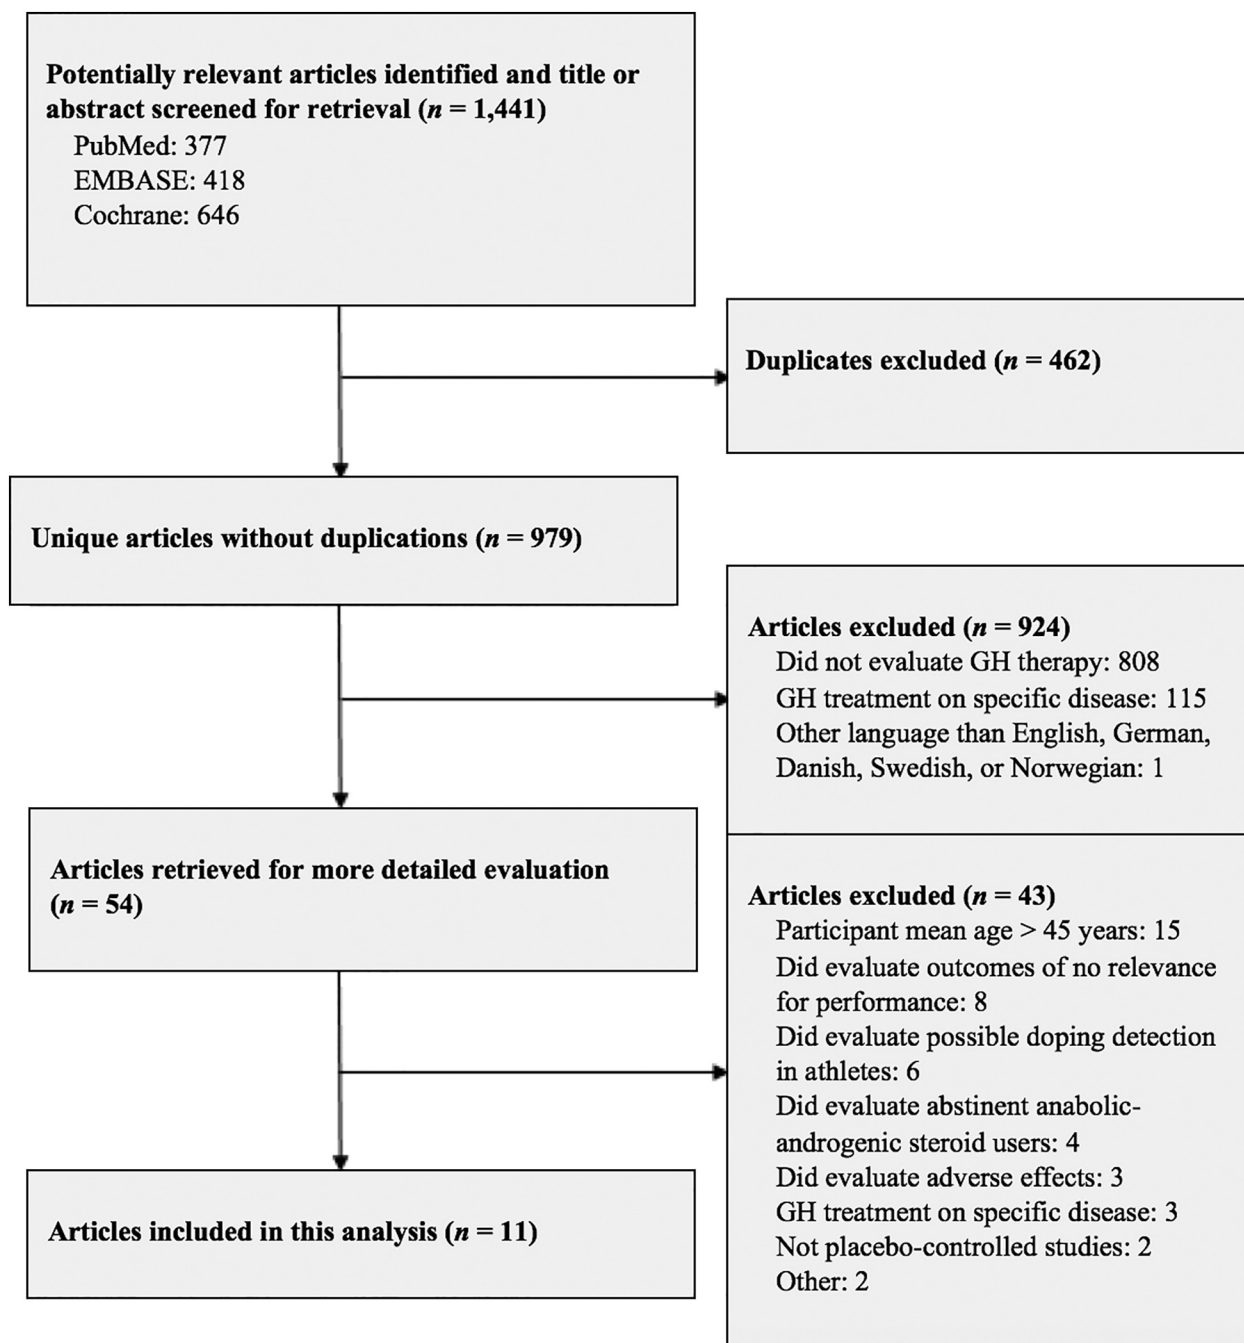 Potentially relevant articles identified and title or
abstract screened for retrieval (n = 1,441)
PubMed: 377
EMBASE: 418
Cochrane: 646
Duplicates excluded (n = 462)
Unique articles without duplications (n = 979)
Articles excluded (n = 924)
Did not evaluate GH therapy: 808
GH treatment on specific disease: 115
Other language than English, German,
Danish, Swedish, or Norwegian: 1
Articles retrieved for more detailed evaluation
(n = 54)
Articles excluded (n = 43)
Participant mean age > 45 years: 15
Did evaluate outcomes of no relevance
for performance: 8
Did evaluate possible doping detection
in athletes: 6
Did evaluate abstinent anabolic-
androgenic steroid users: 4
Did evaluate adverse effects: 3
GH treatment on specific disease: 3
Not placebo-controlled studies: 2
Other: 2
Articles included in this analysis (n = 11)